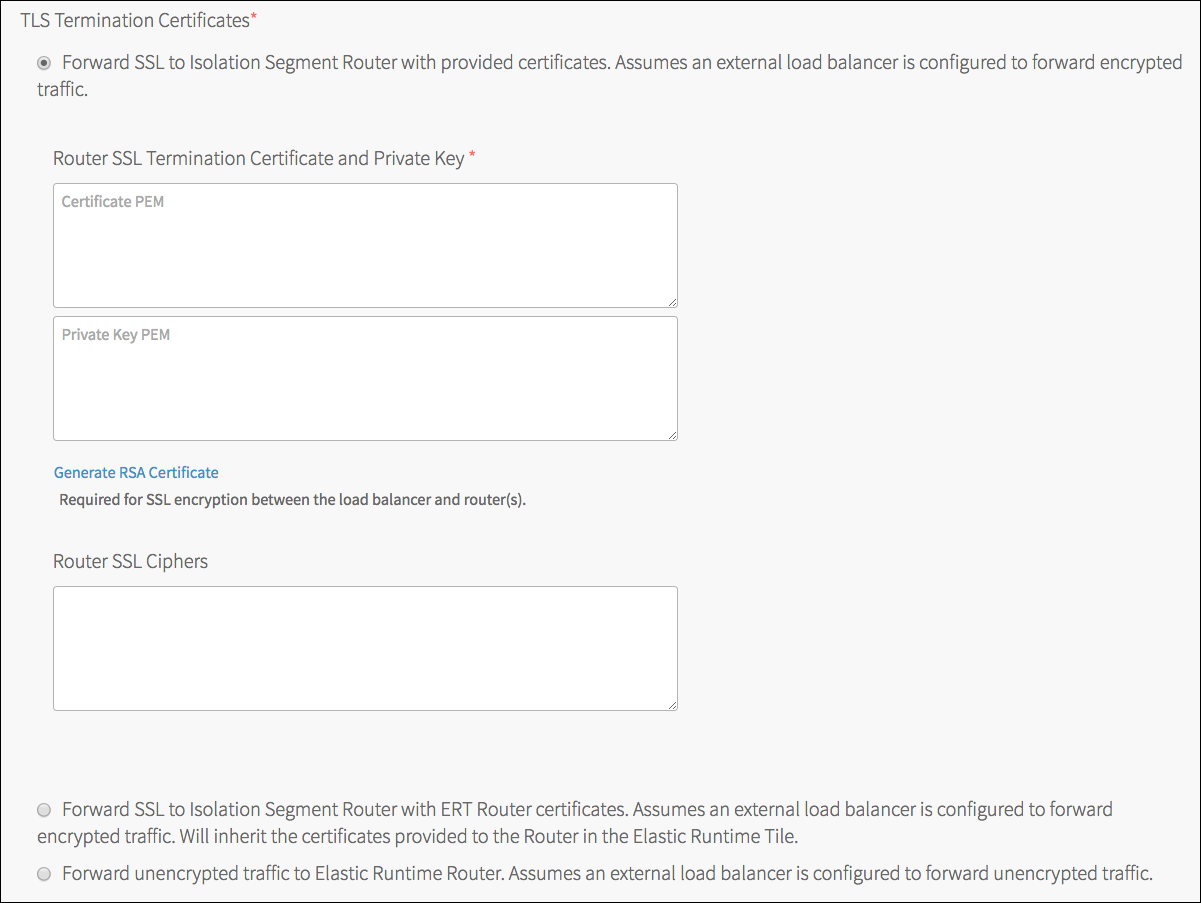 TLS Termination Certificates*
Forward SSL to Isolation Segment Router with provided certificates. Assumes an external load balancer is configured to forward encrypted
traffic.
Router SSL Termination Certificate and Private Key *
Certificate PEM
Private Key PEM
Generate RSA Certificate
Required for SSL encryption between the load balancer and router(s).
Router SSL Ciphers
Forward SSL to Isolation Segment Router with ERT Router certificates. Assumes an external load balancer is configured to forward
encrypted traffic. Will inherit the certificates provided to the Router in the Elastic Runtime Tile.
Forward unencrypted traffic to Elastic Runtime Router. Assumes an external load balancer is configured to forward unencrypted traffic.